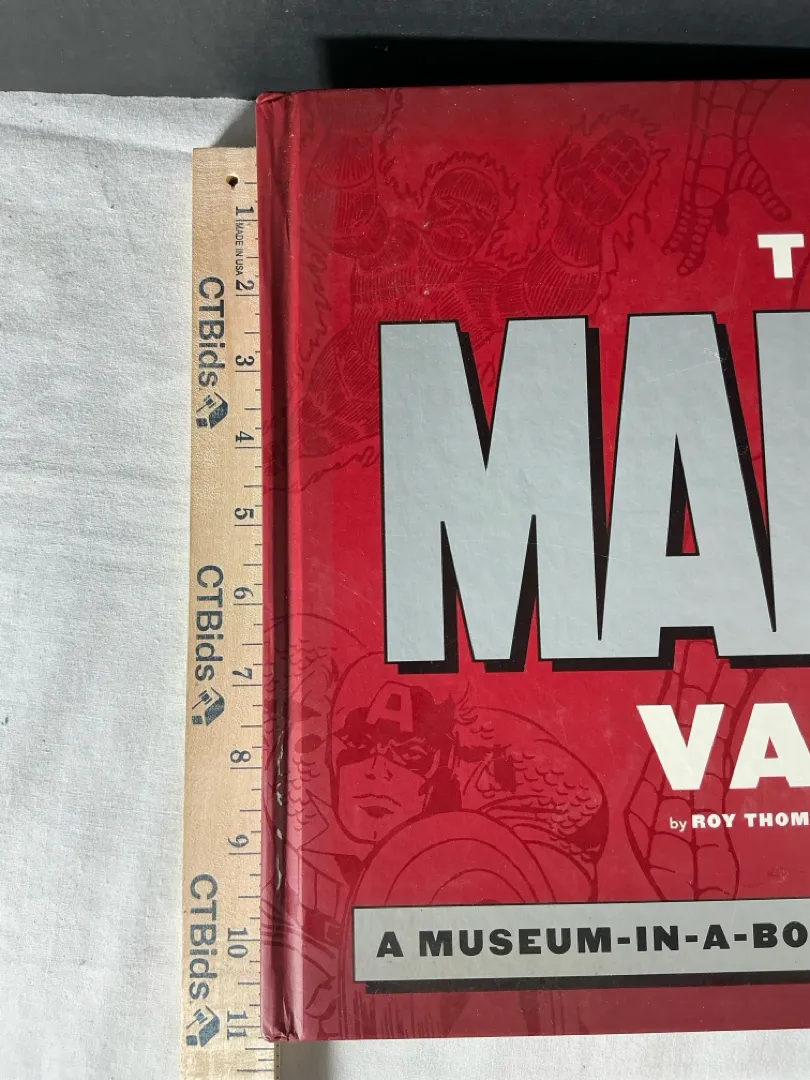 T
MA
VA
by ROY THOM
A MUSEUM-IN-A-BO
A
1 MADE IN USA 2 3 4 5 6 7 8 9 10 11
CTBids
CTBids
CTBids